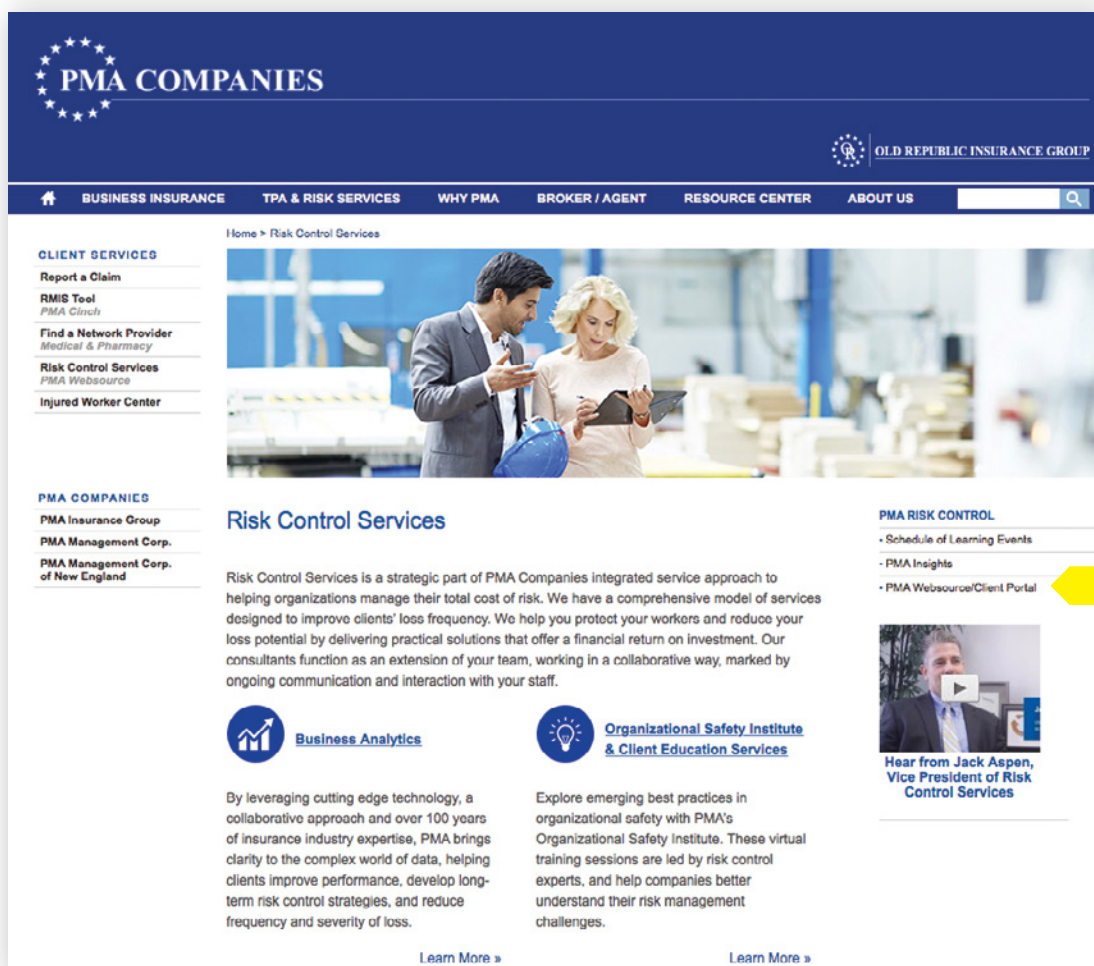 PMA COMPANIES
OR
OLD REPUBLIC INSURANCE GROUP
BUSINESS INSURANCE TPA & RISK SERVICES WHY PMA BROKER / AGENT RESOURCE CENTER ABOUT US
Home > Risk Control Services
CLIENT SERVICES
Report a Claim
RMIS Tool
PMA Cinch
Find a Network Provider
Medical & Pharmacy
Risk Control Services
PMA Websource
Injured Worker Center
PMA COMPANIES
PMA Insurance Group
PMA Management Corp.
PMA Management Corp.
of New England
Risk Control Services
Risk Control Services is a strategic part of PMA Companies integrated service approach to
helping organizations manage their total cost of risk. We have a comprehensive model of services
designed to improve clients' loss frequency. We help you protect your workers and reduce your
loss potential by delivering practical solutions that offer a financial return on investment. Our
consultants function as an extension of your team, working in a collaborative way, marked by
ongoing communication and interaction with your staff.
Business Analytics
By leveraging cutting edge technology, a
collaborative approach and over 100 years
of insurance industry expertise, PMA brings
clarity to the complex world of data, helping
clients improve performance, develop long-
term risk control strategies, and reduce
frequency and severity of loss.
Learn More »
Organizational Safety Institute
& Client Education Services
Explore emerging best practices in
organizational safety with PMA's
Organizational Safety Institute. These virtual
training sessions are led by risk control
experts, and help companies better
understand their risk management
challenges.
Learn More »
PMA RISK CONTROL
• Schedule of Learning Events
• PMA Insights
• PMA Websource/Client Portal
Hear from Jack Aspen,
Vice President of Risk
Control Services